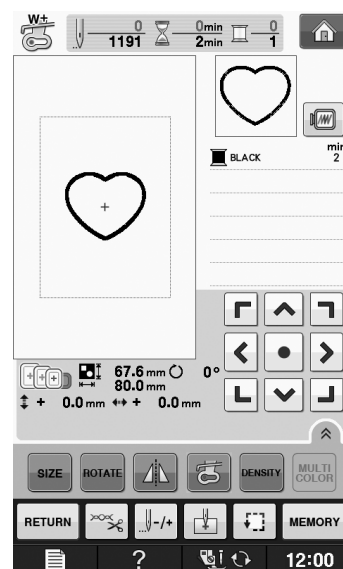 W+
0 0min 0
1191 2min 1
min
BLACK 2
67.6 mm 0°
80.0 mm
+ 0.0 mm + 0.0 mm
SIZE ROTATE DENSITY MULTI COLOR
RETURN -/+ MEMORY
? 12:00